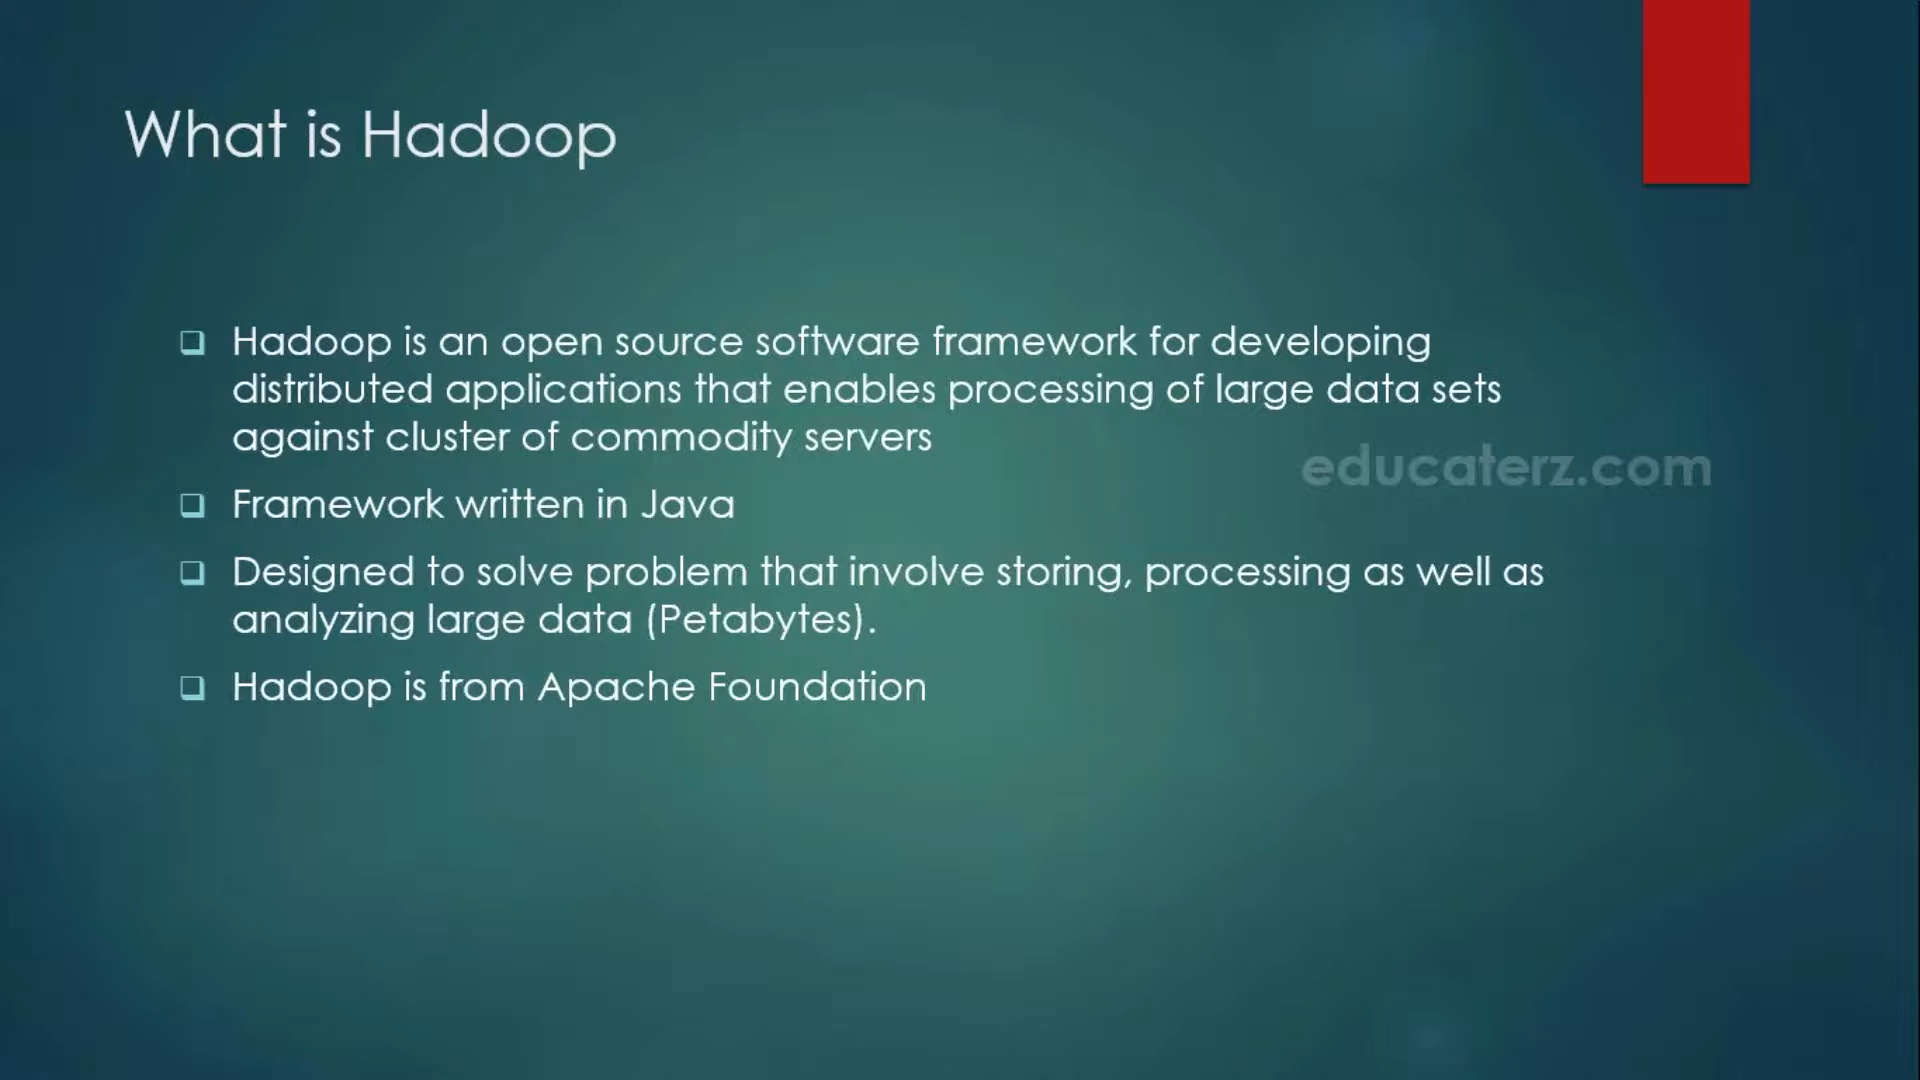 What is Hadoop
Hadoop is an open source software framework for developing
distributed applications that enables processing of large data sets
against cluster of commodity servers
educaterz.com
Framework written in Java
Designed to solve problem that involve storing, processing as well as
analyzing large data (Petabytes).
Hadoop is from Apache Foundation